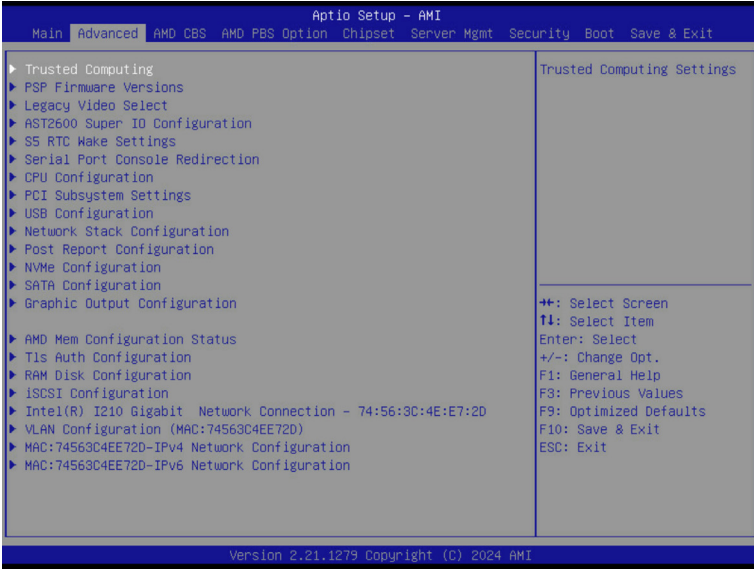 Aptio Setup – AMI
Main Advanced AMD CBS AMD PBS Option Chipset Server Mgmt Security Boot Save & Exit
▶ Trusted Computing
▶ PSP Firmware Versions
▶ Legacy Video Select
▶ AST2600 Super IO Configuration
▶ S5 RTC Wake Settings
▶ Serial Port Console Redirection
▶ CPU Configuration
▶ PCI Subsystem Settings
▶ USB Configuration
▶ Network Stack Configuration
▶ Post Report Configuration
▶ NVMe Configuration
▶ SATA Configuration
▶ Graphic Output Configuration
▶ AMD Mem Configuration Status
▶ Tls Auth Configuration
▶ RAM Disk Configuration
▶ iSCSI Configuration
▶ Intel(R) I210 Gigabit  Network Connection – 74:56:3C:4E:E7:2D
▶ VLAN Configuration (MAC:74563C4EE72D)
▶ MAC:74563C4EE72D-IPv4 Network Configuration
▶ MAC:74563C4EE72D-IPv6 Network Configuration
Trusted Computing Settings
→←: Select Screen
↑↓: Select Item
Enter: Select
+/-: Change Opt.
F1: General Help
F3: Previous Values
F9: Optimized Defaults
F10: Save & Exit
ESC: Exit
Version 2.21.1279 Copyright (C) 2024 AMI